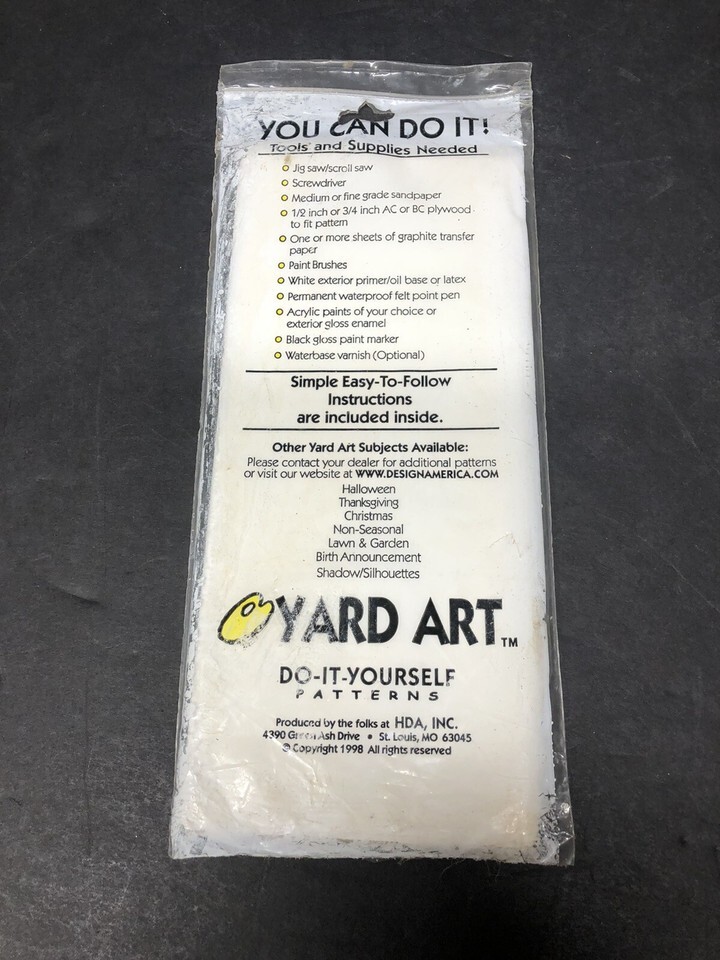 YOU CAN DO IT!
Tools and Supplies Needed
Jig saw/scroll saw
Screwdriver
Medium or fine grade sandpaper
1/2 inch or 3/4 inch AC or BC plywood
to fit pattern
One or more sheets of graphite transfer
paper
Paint Brushes
White exterior primer/oil base or latex
Permanent waterproof felt point pen
Acrylic paints of your choice or
exterior gloss enamel
Black gloss paint marker
Waterbase varnish (Optional)
Simple Easy-To-Follow
Instructions
are included inside.
Other Yard Art Subjects Available:
Please contact your dealer for additional patterns
or visit our website at WWW.DESIGNAMERICA.COM
Halloween
Thanksgiving
Christmas
Non-Seasonal
Lawn & Garden
Birth Announcement
Shadow/Silhouettes
YARD ART TM
DO-IT-YOURSELF
PATTERNS
Produced by the folks at HDA, INC.
4390 Green Ash Drive • St. Louis, MO 63045
© Copyright 1998 All rights reserved